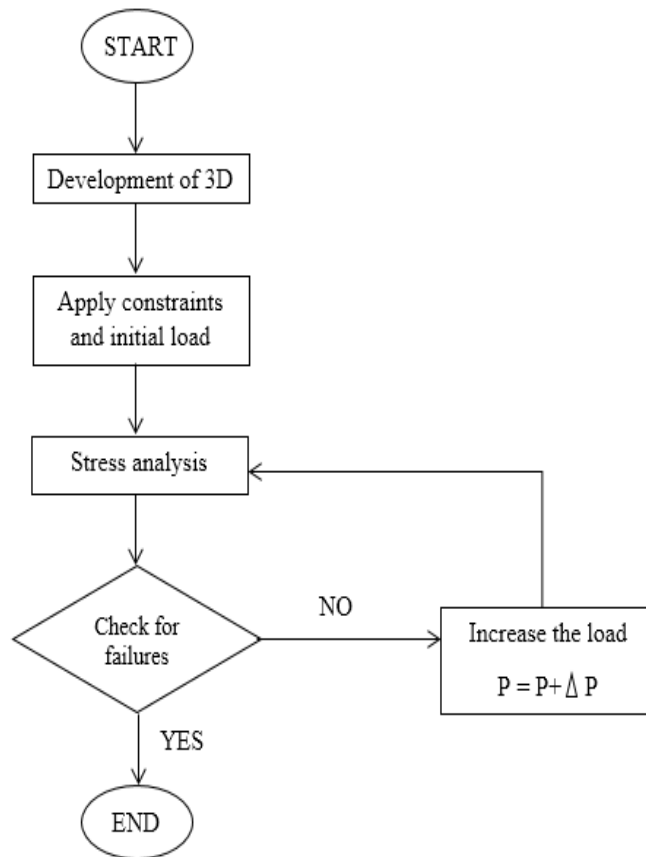 START
Development of 3D
Apply constraints
and initial load
Stress analysis
Check for
failures
NO
Increase the load
P = P+ Δ P
YES
END